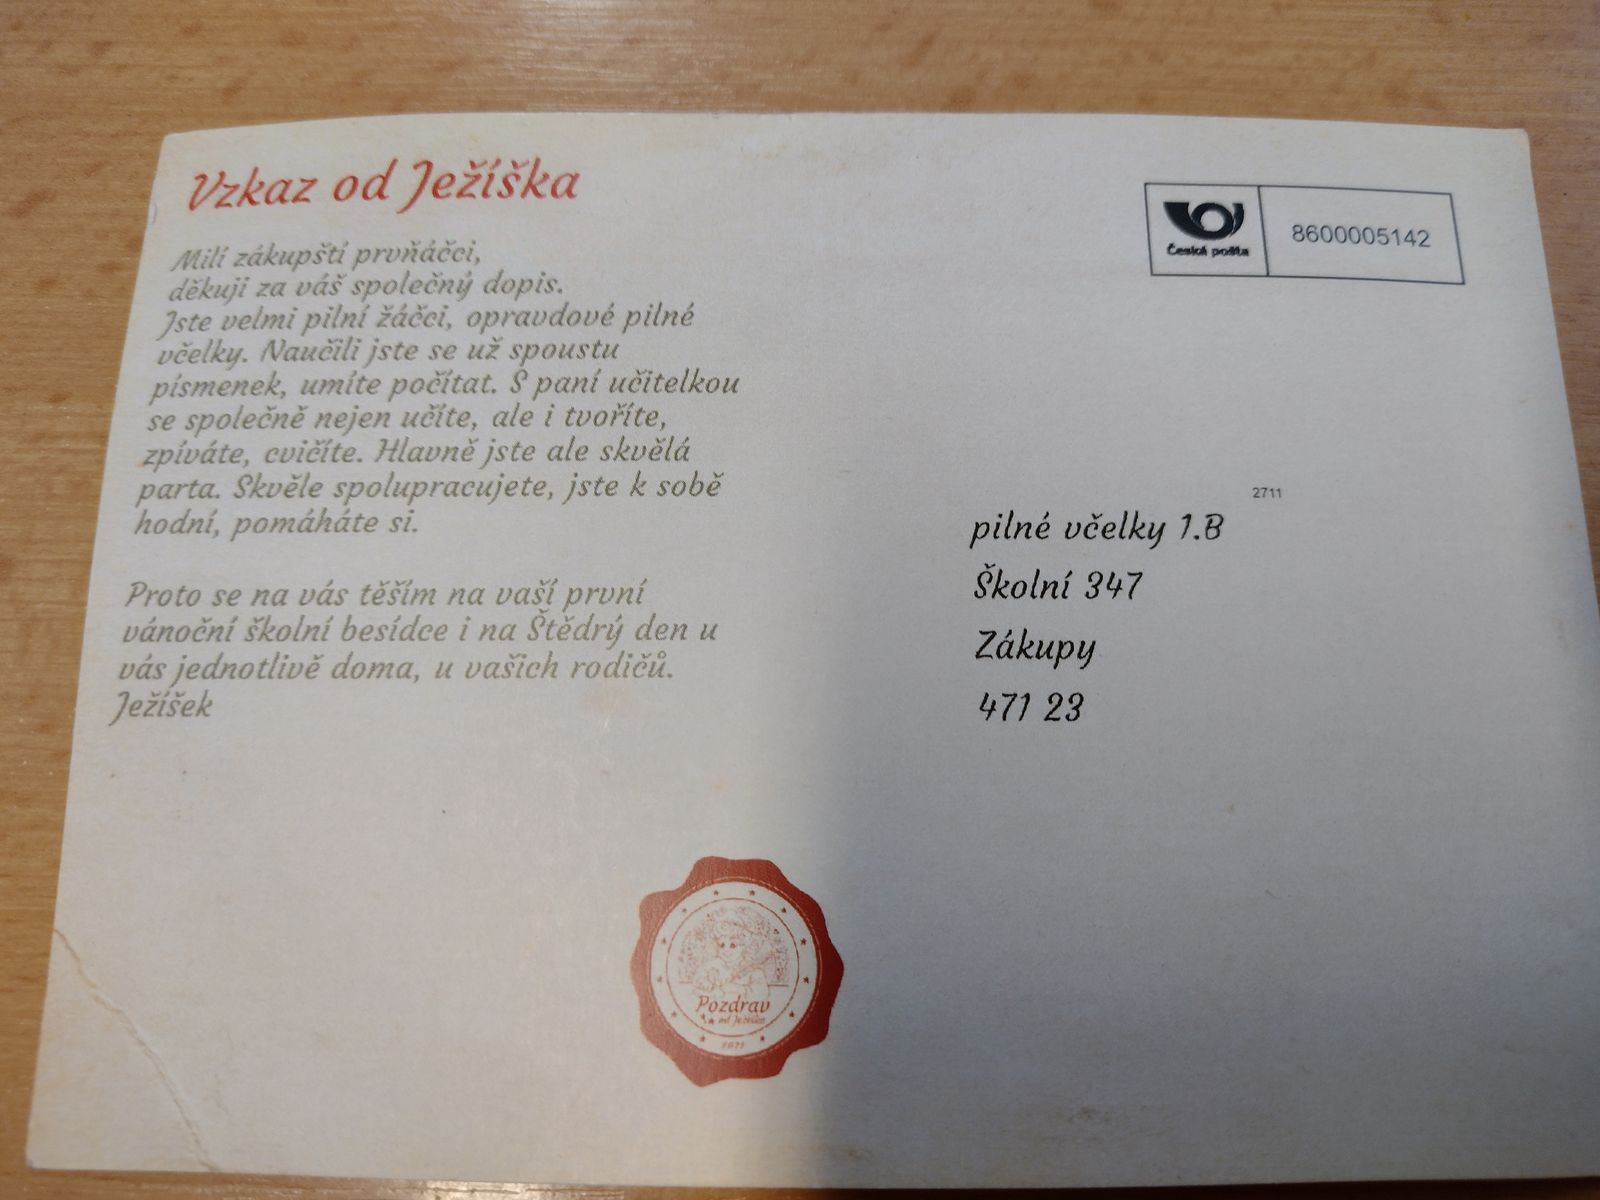 Vzkaz od Ježíška
Milí zákupští prvňáčci,
děkuji za váš společný dopis.
Jste velmi pilní žáčci, opravdové pilné
včelky. Naučili jste se už spoustu
písmenek, umíte počítat. S paní učitelkou
se společně nejen učíte, ale i tvoříte,
zpíváte, cvičíte. Hlavně jste ale skvělá
parta. Skvěle spolupracujete, jste k sobě
hodní, pomáháte si.
Proto se na vás těším na vaší první
vánoční školní besídce i na Štědrý den u
vás jednotlivě doma, u vašich rodičů.
Ježíšek
Česká pošta
8600005142
2711
pilné včelky 1.B
Školní 347
Zákupy
471 23
Pozdrav
od Ježíška